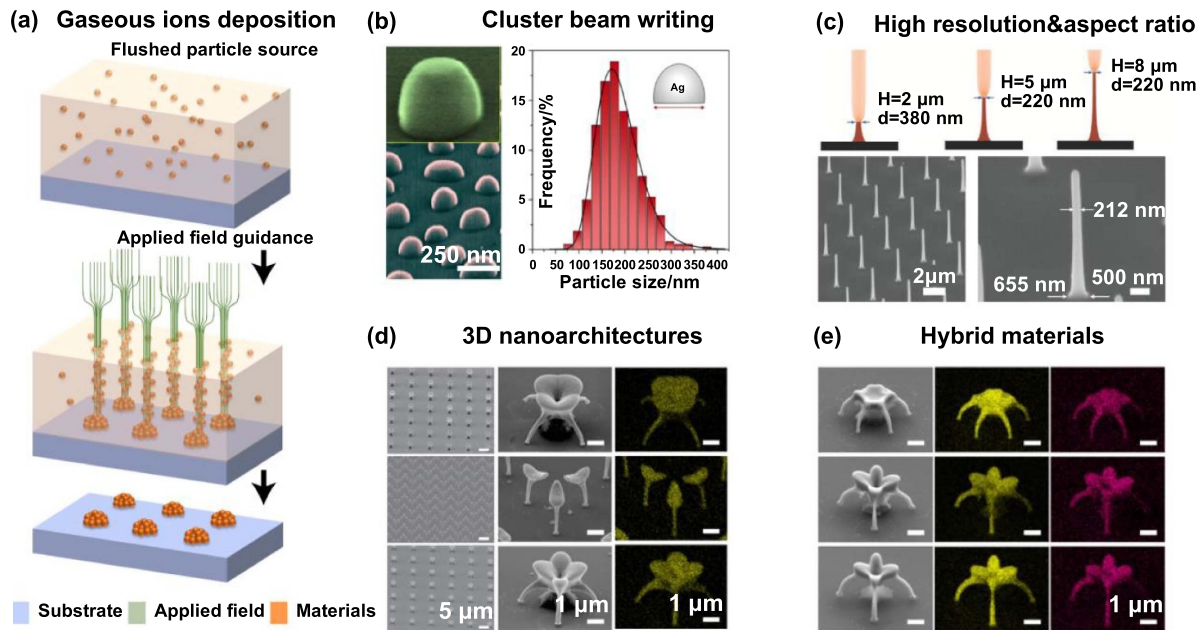 (a) Gaseous ions deposition
Flushed particle source
Applied field guidance
Substrate Applied field Materials
(b) Cluster beam writing
250 nm
Frequency/%
20
15
10
5
0
Ag
0 50 100 150 200 250 300 350 400
Particle size/nm
(c) High resolution&aspect ratio
H=2 μm
d=380 nm
H=5 μm
d=220 nm
H=8 μm
d=220 nm
2μm
212 nm
655 nm
500 nm
(d) 3D nanoarchitectures
5 μm
1 μm
1 μm
(e) Hybrid materials
1 μm